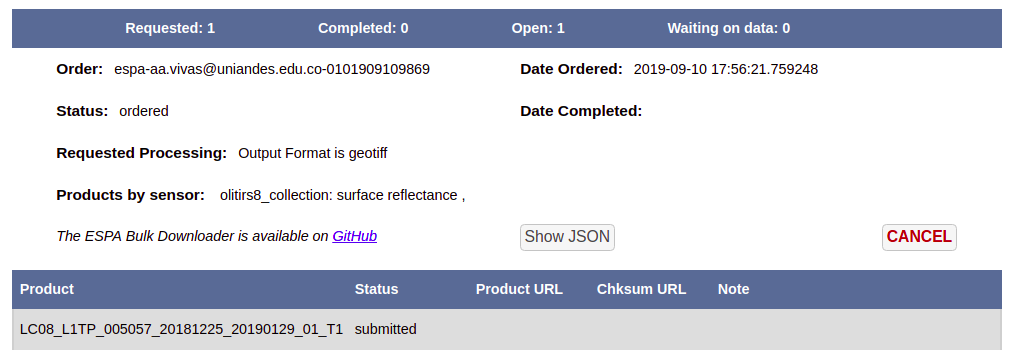 Requested: 1 Completed: 0 Open: 1 Waiting on data: 0
Order: espa-aa.vivas@uniandes.edu.co-0101909109869 Date Ordered: 2019-09-10 17:56:21.759248
Status: ordered Date Completed:
Requested Processing: Output Format is geotiff
Products by sensor: olitirs8_collection: surface reflectance ,
The ESPA Bulk Downloader is available on GitHub Show JSON CANCEL
Product Status Product URL Chksum URL Note
LC08_L1TP_005057_20181225_20190129_01_T1 submitted